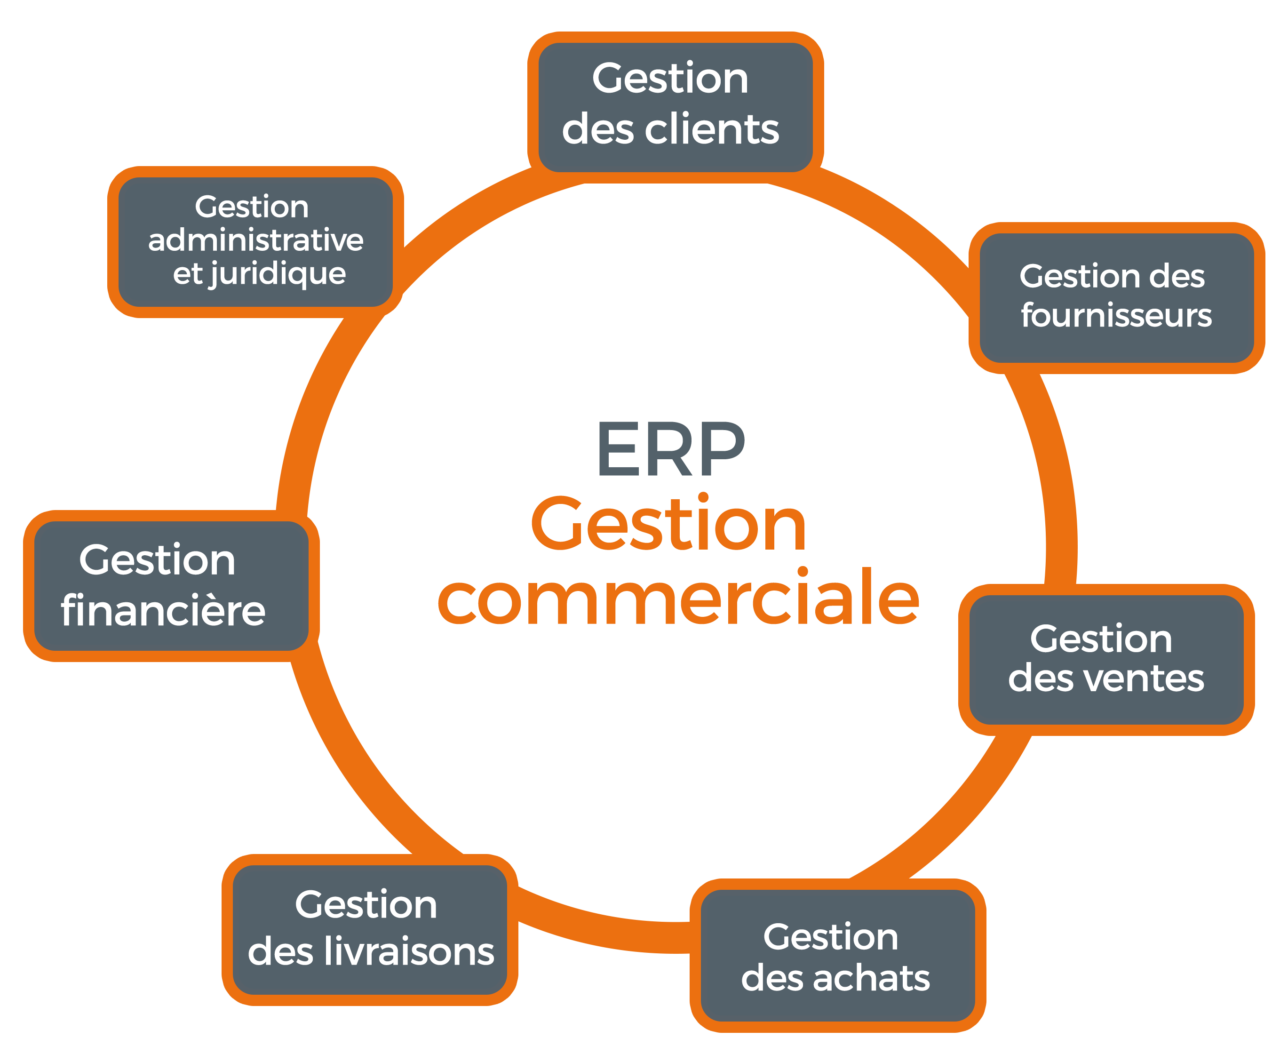 Gestion
des clients
Gestion
administrative
et juridique
Gestion des
fournisseurs
ERP
Gestion
commerciale
Gestion
financière
Gestion
des ventes
Gestion
des livraisons
Gestion
des achats